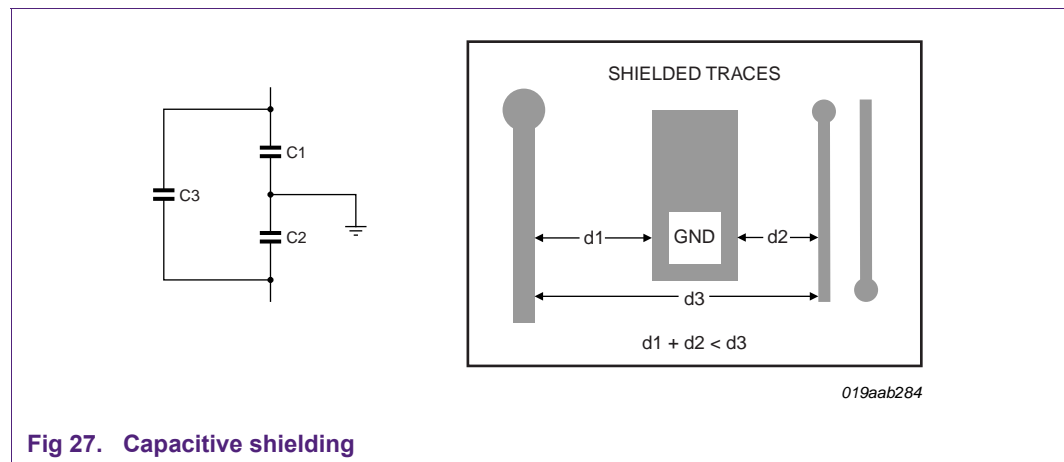 C1
C3
C2
SHIELDED TRACES
d1
GND
d2
d3
d1 + d2 < d3
019aab284
Fig 27. Capacitive shielding